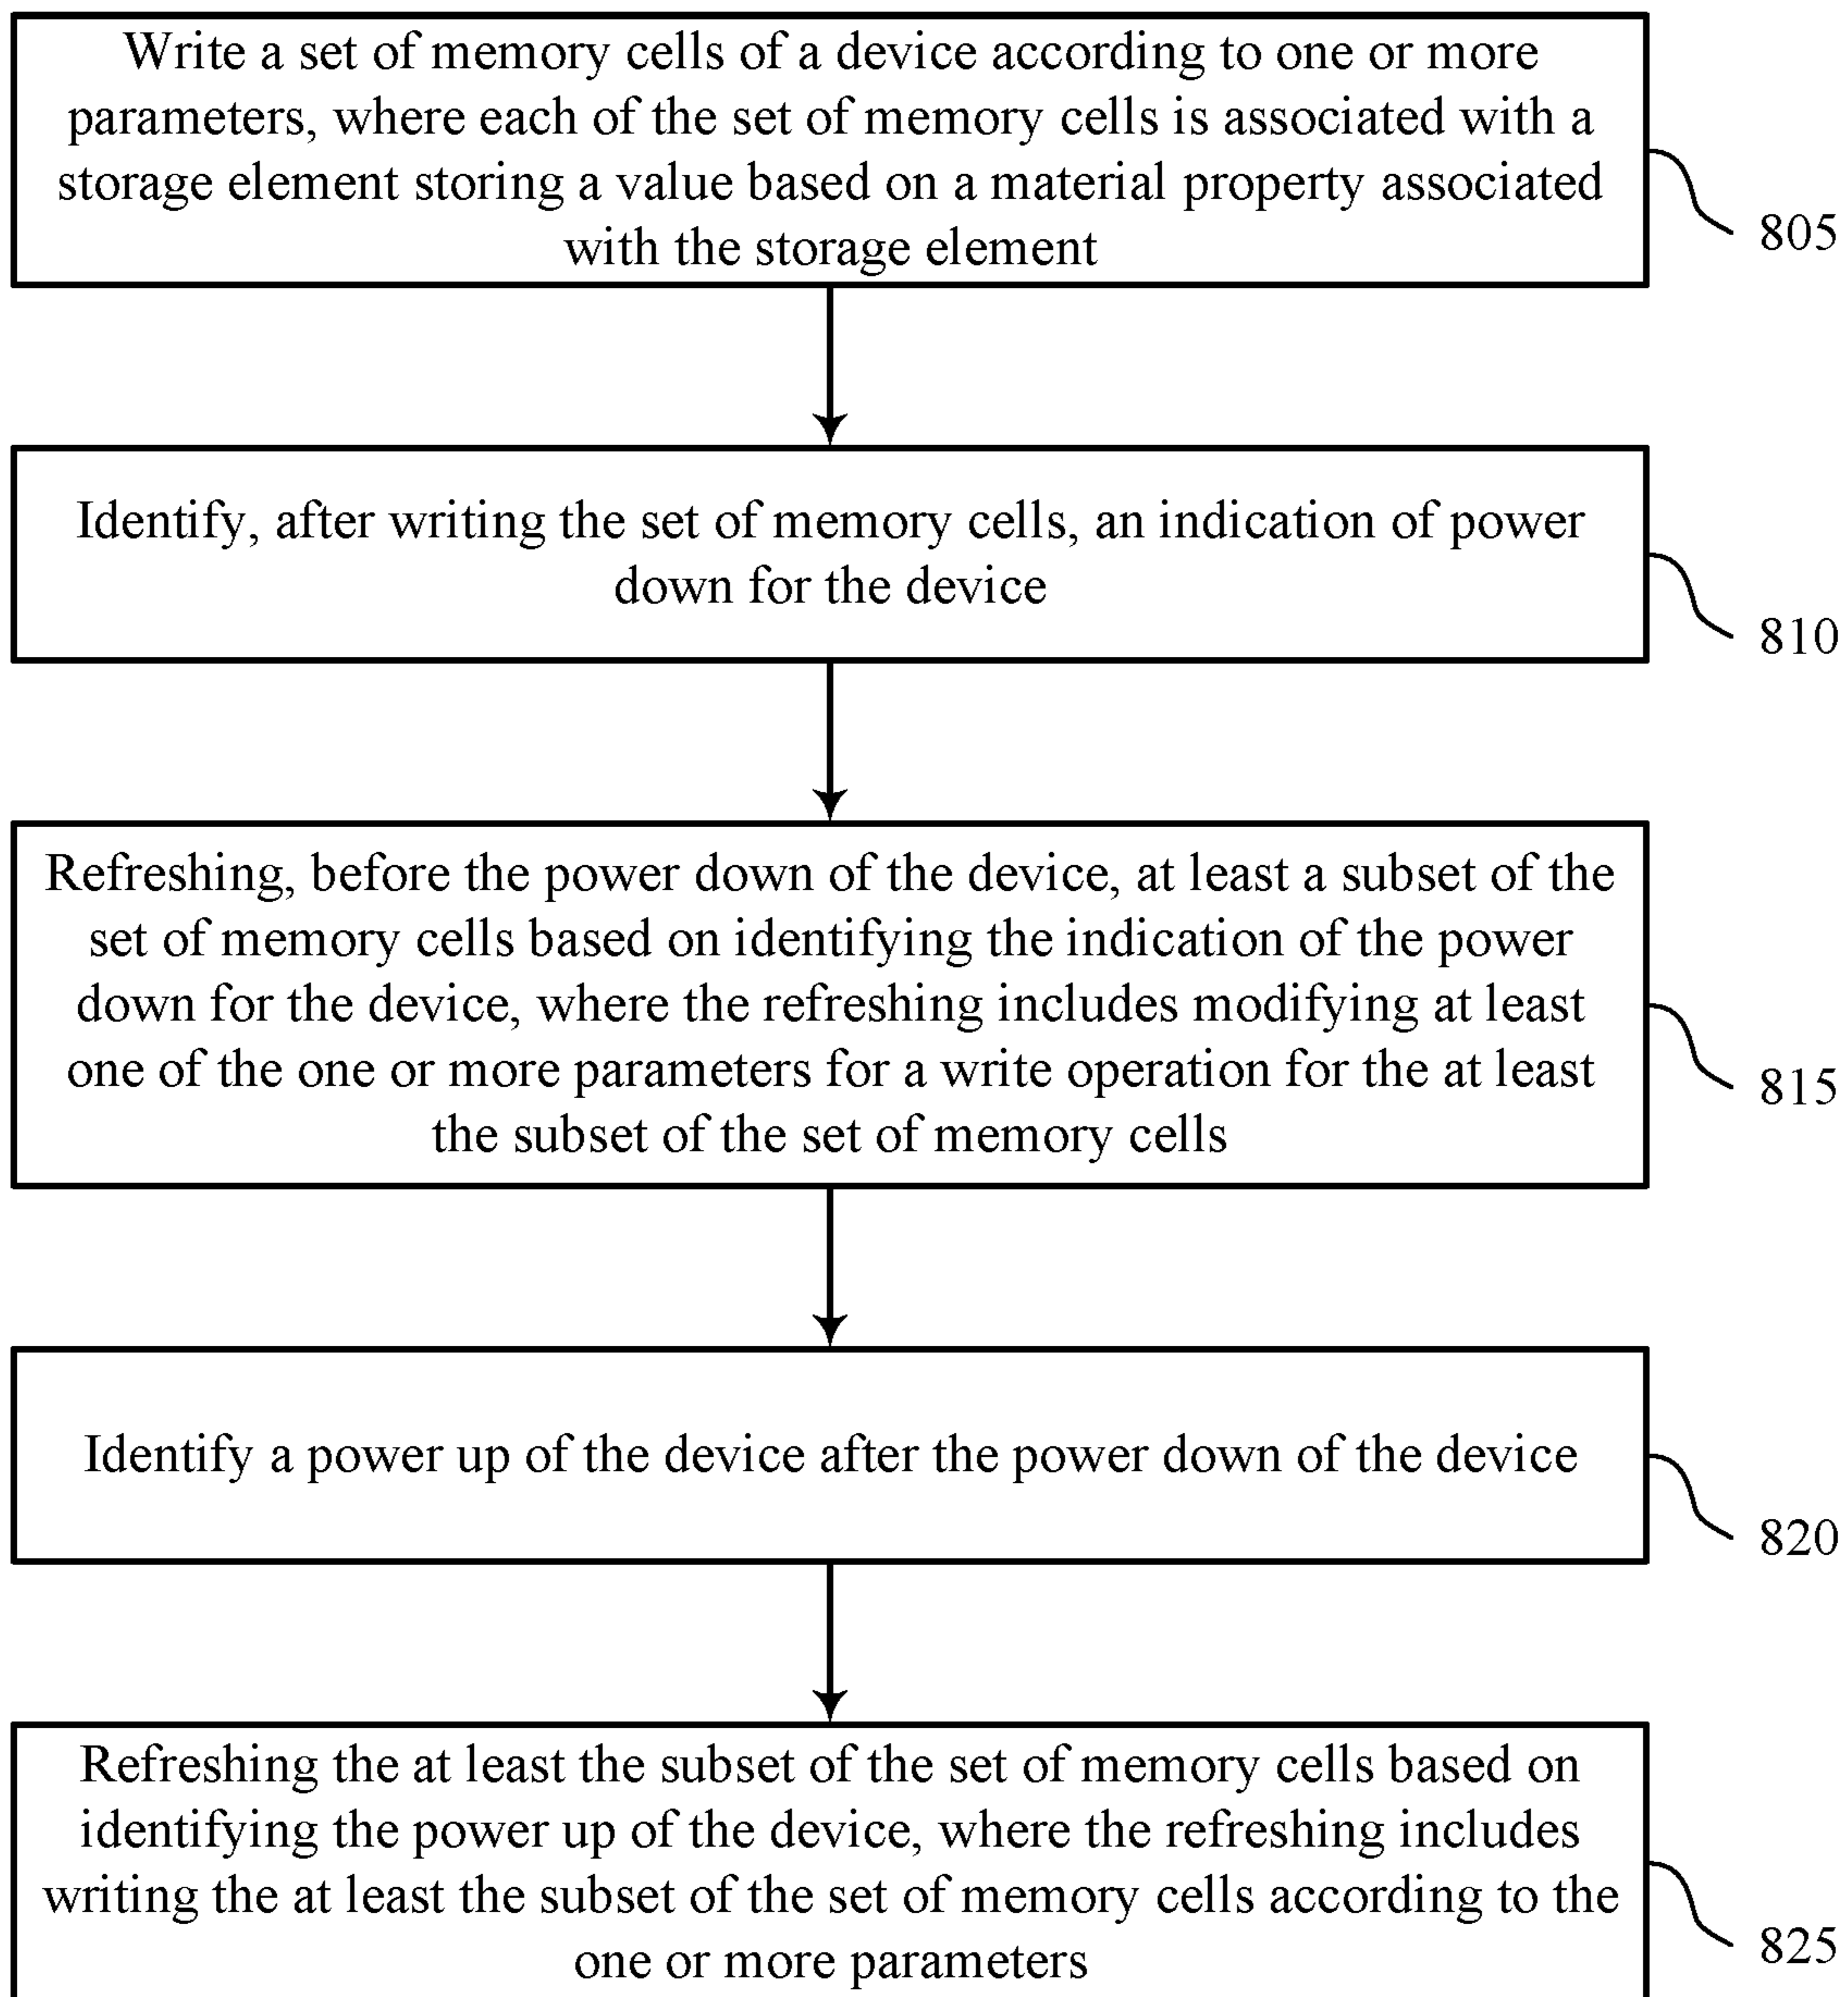 Write a set of memory cells of a device according to one or more
parameters, where each of the set of memory cells is associated with a
storage element storing a value based on a material property associated
with the storage element
805
Identify, after writing the set of memory cells, an indication of power
down for the device
810
Refreshing, before the power down of the device, at least a subset of the
set of memory cells based on identifying the indication of the power
down for the device, where the refreshing includes modifying at least
one of the one or more parameters for a write operation for the at least
the subset of the set of memory cells
815
Identify a power up of the device after the power down of the device
820
Refreshing the at least the subset of the set of memory cells based on
identifying the power up of the device, where the refreshing includes
writing the at least the subset of the set of memory cells according to the
one or more parameters
825